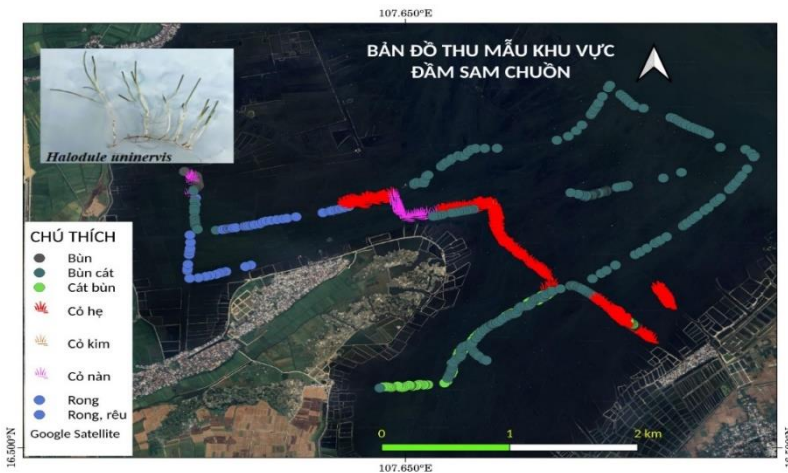 107.650°E
BẢN ĐỒ THU MẪU KHU VỰC
ĐẦM SAM CHUỒN
Halodule uninervis
CHÚ THÍCH
Bùn
Bùn cát
Cát bùn
Cỏ hẹ
Cỏ kim
Cỏ nàn
Rong
Rong, rêu
Google Satellite
0 1 2 km
16.500°N
16.500°N
107.650°E